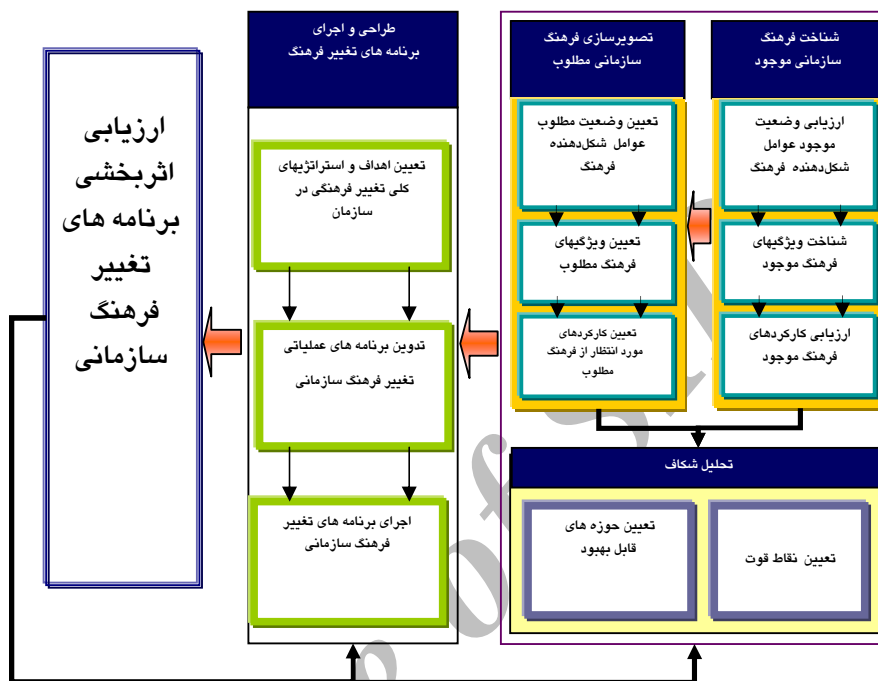 شناخت فرهنگ
سازمانی موجود
ارزیابی وضعیت
موجود عوامل
شکل‌دهنده فرهنگ
شناخت ویژگیهای
فرهنگ موجود
ارزیابی کارکردهای
فرهنگ موجود
تصویرسازی فرهنگ
سازمانی مطلوب
تعیین وضعیت مطلوب
عوامل شکل‌دهنده
فرهنگ
تعیین ویژگیهای
فرهنگ مطلوب
تعیین کارکردهای
مورد انتظار از فرهنگ
مطلوب
تحلیل شکاف
تعیین نقاط قوت
تعیین حوزه های
قابل بهبود
طراحی و اجرای
برنامه های تغییر فرهنگ
تعیین اهداف و استراتژیهای
کلی تغییر فرهنگی در
سازمان
تدوین برنامه های عملیاتی
تغییر فرهنگ سازمانی
اجرای برنامه های تغییر
فرهنگ سازمانی
ارزیابی
اثربخشی
برنامه های
تغییر
فرهنگ
سازمانی
of